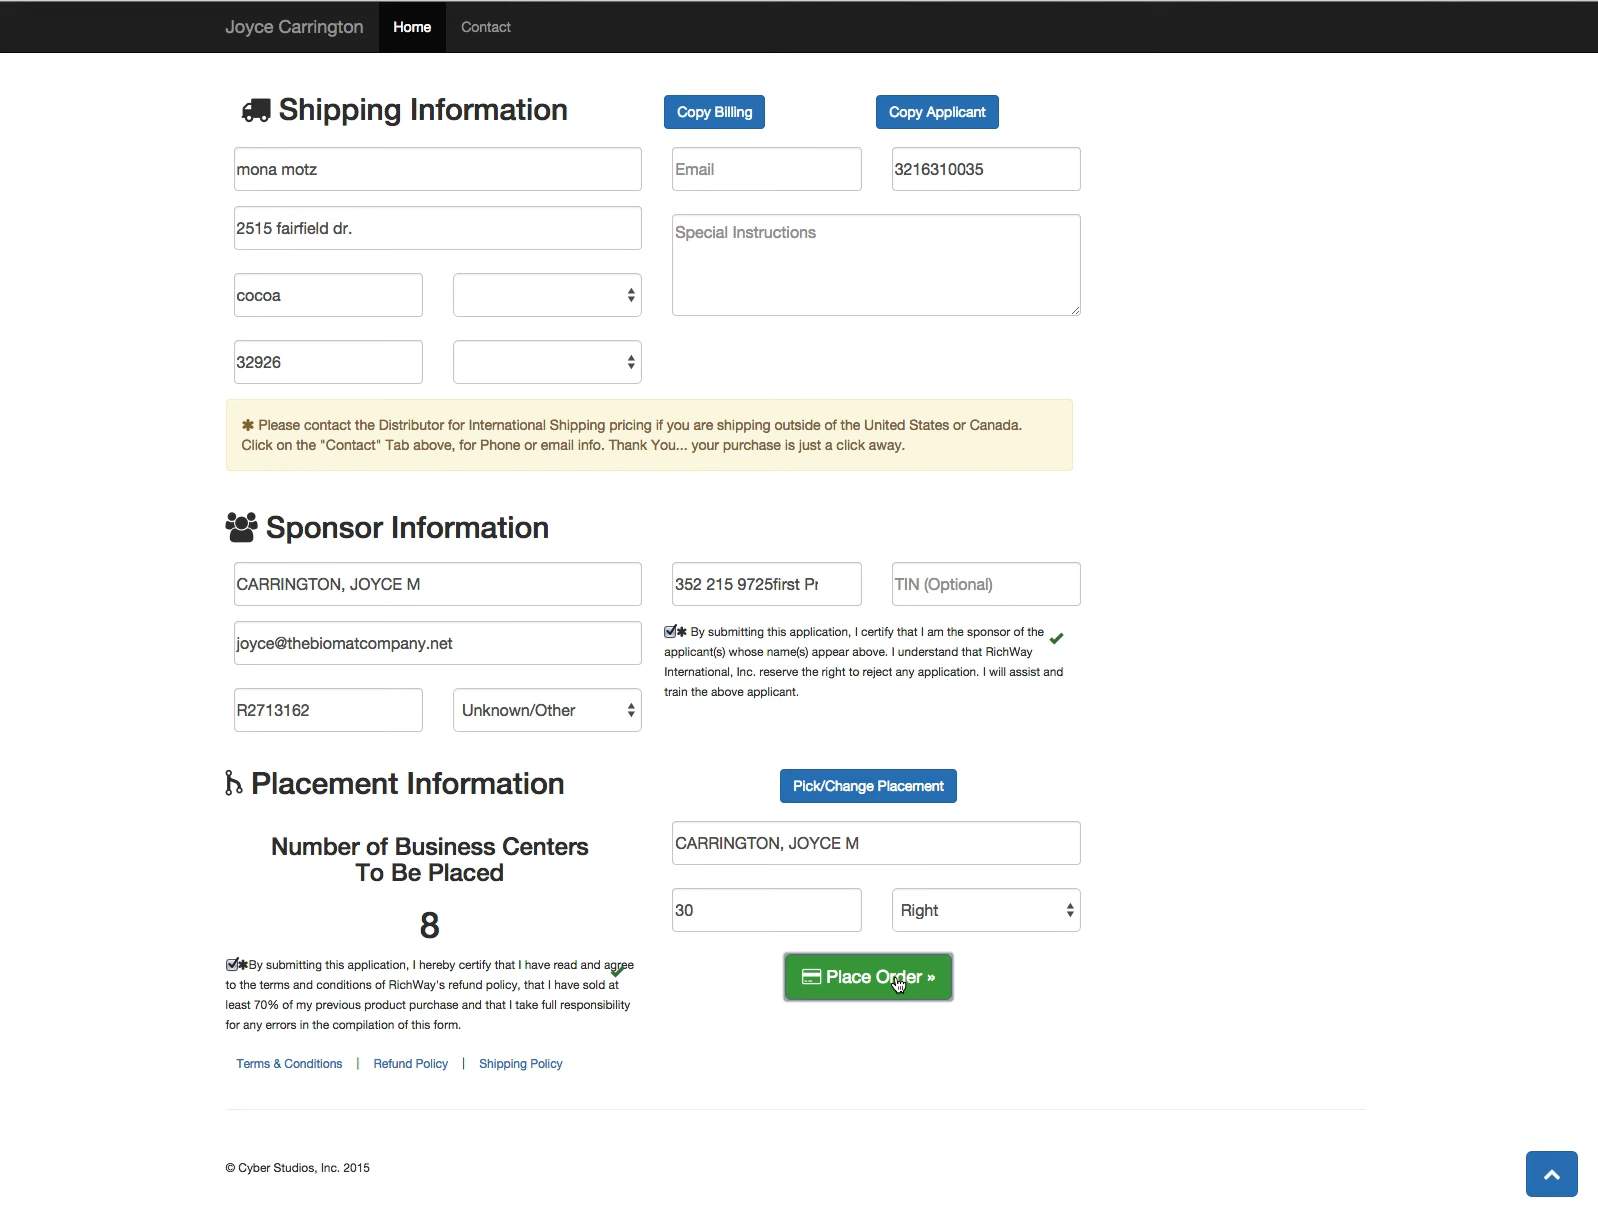 Joyce Carrington Home Contact
Shipping Information
Copy Billing
Copy Applicant
mona motz
Email
3216310035
2515 fairfield dr.
Special Instructions
cocoa
32926
✱ Please contact the Distributor for International Shipping pricing if you are shipping outside of the United States or Canada.
Click on the "Contact" Tab above, for Phone or email info. Thank You... your purchase is just a click away.
Sponsor Information
CARRINGTON, JOYCE M
352 215 9725first Pr
TIN (Optional)
joyce@thebiomatcompany.net
✱ By submitting this application, I certify that I am the sponsor of the
applicant(s) whose name(s) appear above. I understand that RichWay
International, Inc. reserve the right to reject any application. I will assist and
train the above applicant.
R2713162
Unknown/Other
Placement Information
Pick/Change Placement
Number of Business Centers
To Be Placed
8
CARRINGTON, JOYCE M
30
Right
✱By submitting this application, I hereby certify that I have read and agree
to the terms and conditions of RichWay's refund policy, that I have sold at
least 70% of my previous product purchase and that I take full responsibility
for any errors in the compilation of this form.
Place Order »
Terms & Conditions | Refund Policy | Shipping Policy
© Cyber Studios, Inc. 2015